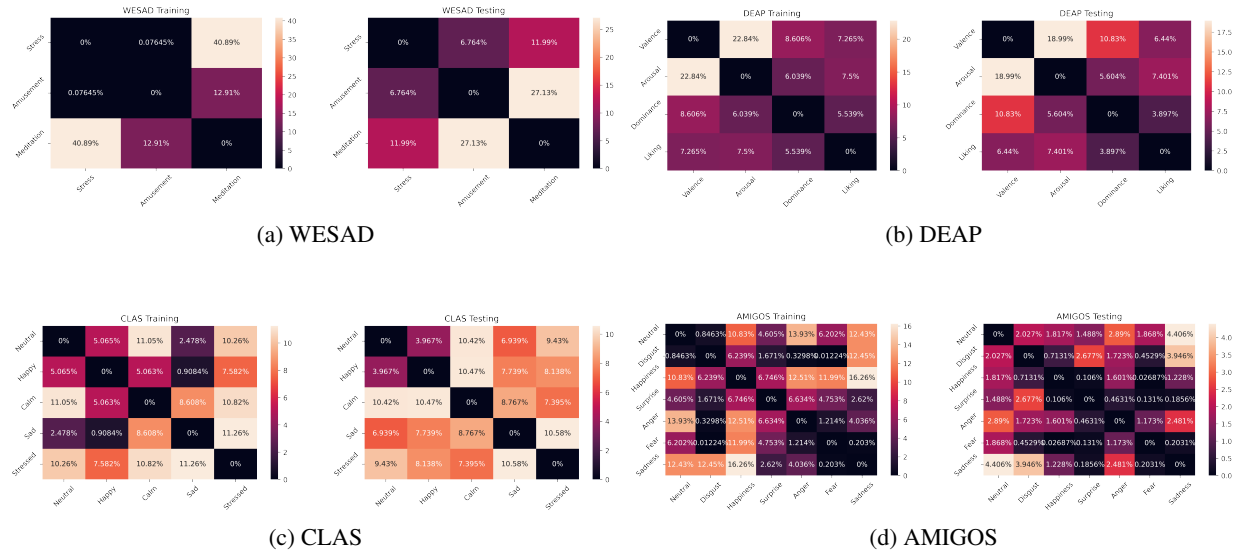 WESAD Training
Stress 0% 0.07645% 40.89%
Amusement 0.07645% 0% 12.91%
Meditation 40.89% 12.91% 0%
Stress Amusement Meditation
40
35
30
25
20
15
10
5
0
WESAD Testing
Stress 0% 6.764% 11.99%
Amusement 6.764% 0% 27.13%
Meditation 11.99% 27.13% 0%
Stress Amusement Meditation
25
20
15
10
5
0
(a) WESAD
DEAP Training
Valence 0% 22.84% 8.606% 7.265%
Arousal 22.84% 0% 6.039% 7.5%
Dominance 8.606% 6.039% 0% 5.539%
Liking 7.265% 7.5% 5.539% 0%
Valence Arousal Dominance Liking
20
15
10
5
0
DEAP Testing
Valence 0% 18.99% 10.83% 6.44%
Arousal 18.99% 0% 5.604% 7.401%
Dominance 10.83% 5.604% 0% 3.897%
Liking 6.44% 7.401% 3.897% 0%
Valence Arousal Dominance Liking
17.5
15.0
12.5
10.0
7.5
5.0
2.5
0.0
(b) DEAP
CLAS Training
Neutral 0% 5.065% 11.05% 2.478% 10.26%
Happy 5.065% 0% 5.063% 0.9084% 7.582%
Calm 11.05% 5.063% 0% 8.608% 10.82%
Sad 2.478% 0.9084% 8.608% 0% 11.26%
Stressed 10.26% 7.582% 10.82% 11.26% 0%
Neutral Happy Calm Sad Stressed
10
8
6
4
2
0
CLAS Testing
Neutral 0% 3.967% 10.42% 6.939% 9.43%
Happy 3.967% 0% 10.47% 7.739% 8.138%
Calm 10.42% 10.47% 0% 8.767% 7.395%
Sad 6.939% 7.739% 8.767% 0% 10.58%
Stressed 9.43% 8.138% 7.395% 10.58% 0%
Neutral Happy Calm Sad Stressed
10
8
6
4
2
0
(c) CLAS
AMIGOS Training
Neutral 0% 0.8463% 10.83% 4.605% 13.93% 6.202% 12.43%
Disgust 0.8463% 0% 6.239% 1.671% 0.3298% 0.01224% 12.45%
Happiness 10.83% 6.239% 0% 6.746% 12.51% 11.99% 16.26%
Surprise 4.605% 1.671% 6.746% 0% 6.634% 4.753% 2.62%
Anger 13.93% 0.3298% 12.51% 6.634% 0% 1.214% 4.036%
Fear 6.202% 0.01224% 11.99% 4.753% 1.214% 0% 0.203%
Sadness 12.43% 12.45% 16.26% 2.62% 4.036% 0.203% 0%
Neutral Disgust Happiness Surprise Anger Fear Sadness
16
14
12
10
8
6
4
2
0
AMIGOS Testing
Neutral 0% 2.027% 1.817% 1.488% 2.89% 1.868% 4.406%
Disgust 2.027% 0% 0.7131% 2.677% 1.723% 0.4529% 3.946%
Happiness 1.817% 0.7131% 0% 0.106% 1.601% 0.02687% 1.228%
Surprise 1.488% 2.677% 0.106% 0% 0.4631% 0.131% 0.1856%
Anger 2.89% 1.723% 1.601% 0.4631% 0% 1.173% 2.481%
Fear 1.868% 0.4529% 0.02687% 0.131% 1.173% 0% 0.2031%
Sadness 4.406% 3.946% 1.228% 0.1856% 2.481% 0.2031% 0%
Neutral Disgust Happiness Surprise Anger Fear Sadness
4.0
3.5
3.0
2.5
2.0
1.5
1.0
0.5
0.0
(d) AMIGOS